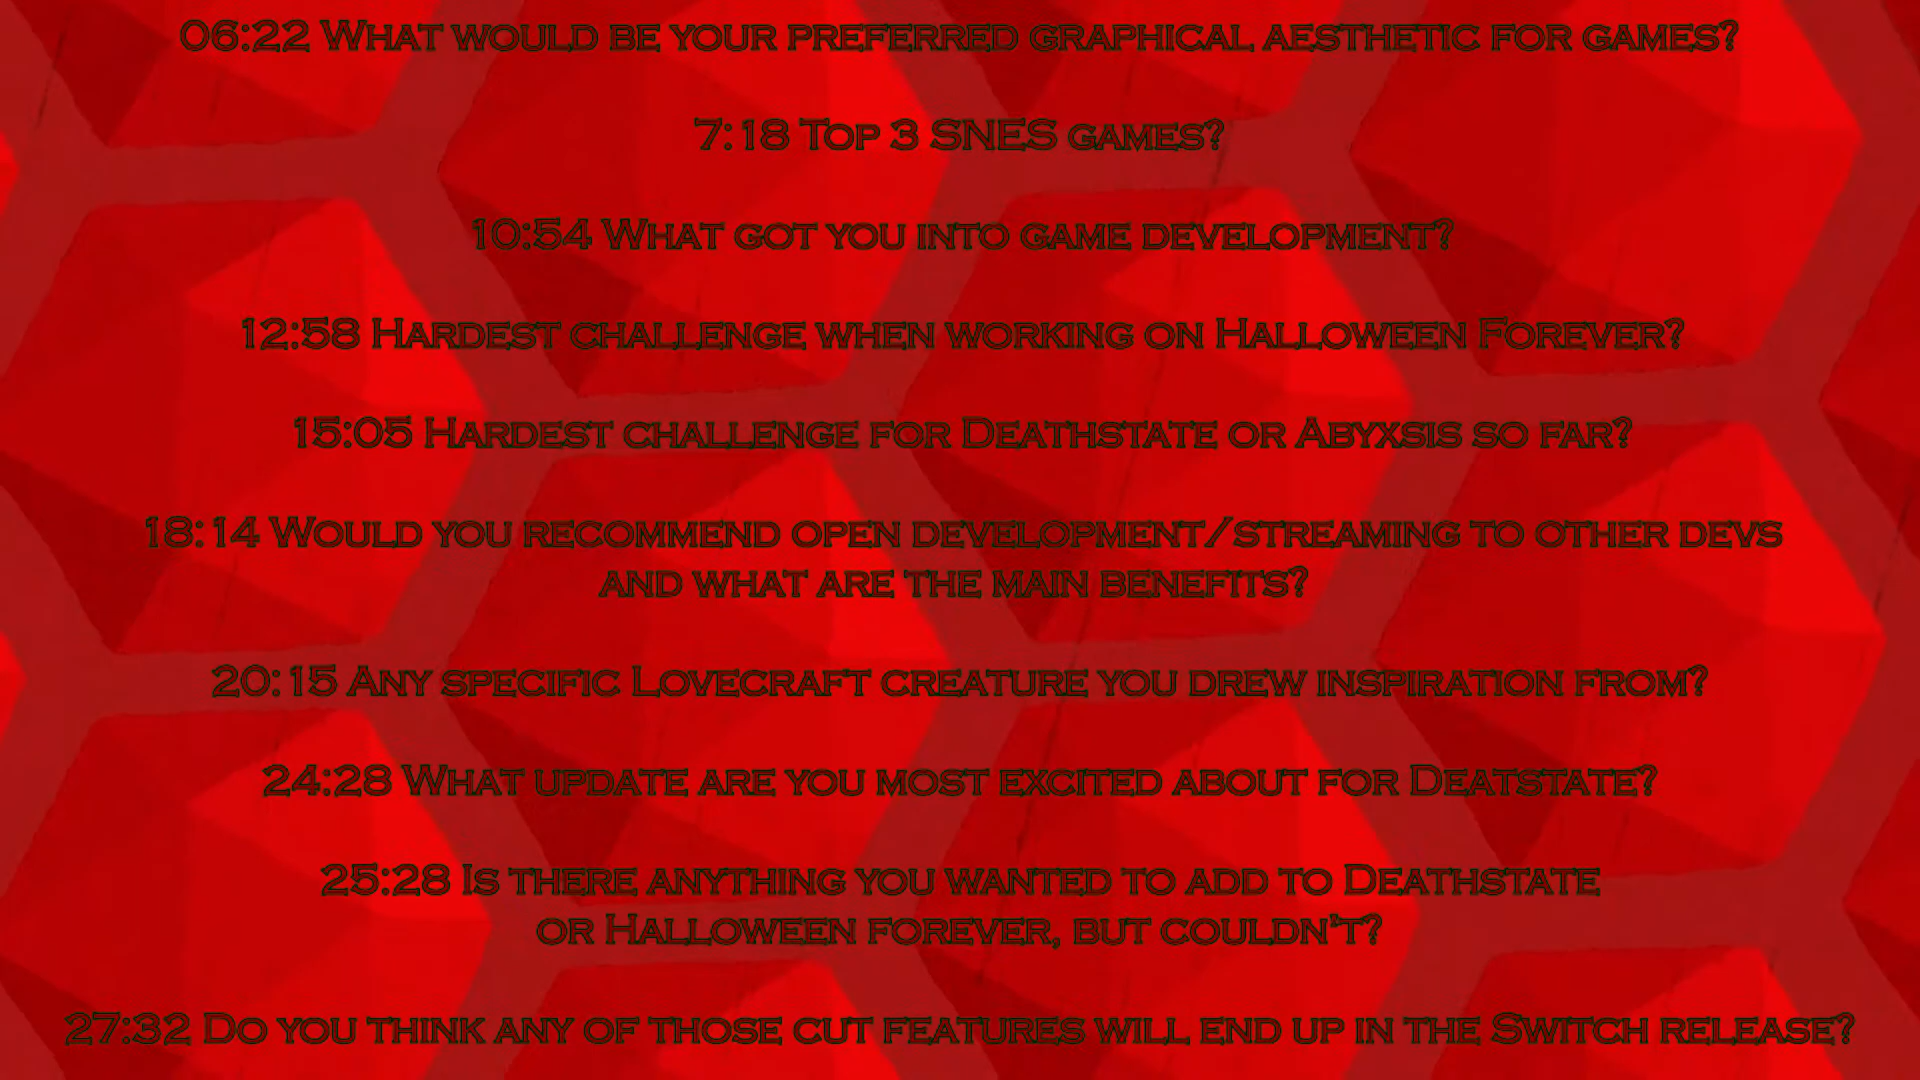 06:22 What would be your preferred graphical aesthetic for games?
7:18 Top 3 SNES games?
10:54 What got you into game development?
12:58 Hardest challenge when working on Halloween Forever?
15:05 Hardest challenge for Deathstate or Abyxsis so far?
18:14 Would you recommend open development/streaming to other devs
and what are the main benefits?
20:15 Any specific Lovecraft creature you drew inspiration from?
24:28 What update are you most excited about for Deatstate?
25:28 Is there anything you wanted to add to Deathstate
or Halloween forever, but couldn't?
27:32 Do you think any of those cut features will end up in the Switch release?